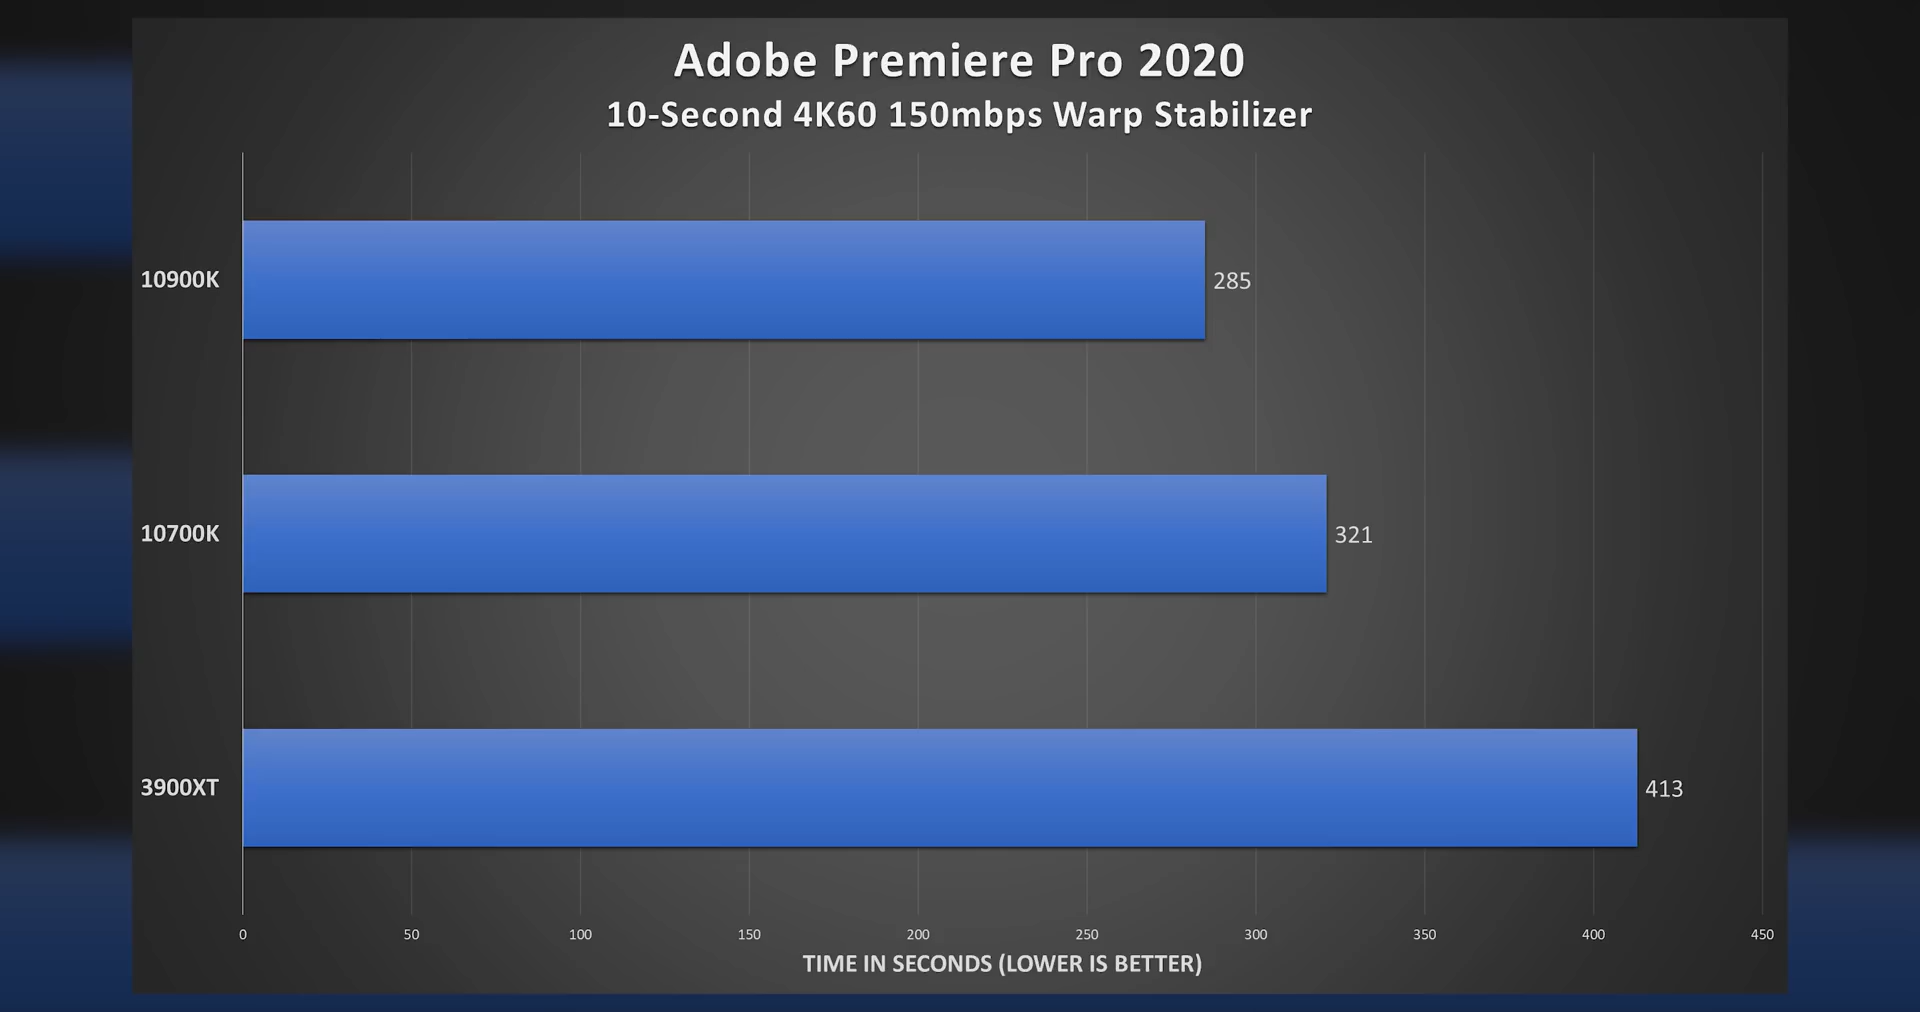 Adobe Premiere Pro 2020
10-Second 4K60 150mbps Warp Stabilizer
10900K
285
10700K
321
3900XT
413
0 50 100 150 200 250 300 350 400 450
TIME IN SECONDS (LOWER IS BETTER)